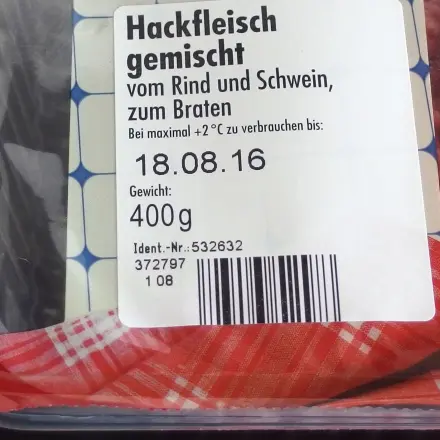 Hackfleisch
gemischt
vom Rind und Schwein,
zum Braten
Bei maximal +2°C zu verbrauchen bis:
18.08.16
Gewicht:
400g
Ident.-Nr.:532632
372797
1 08